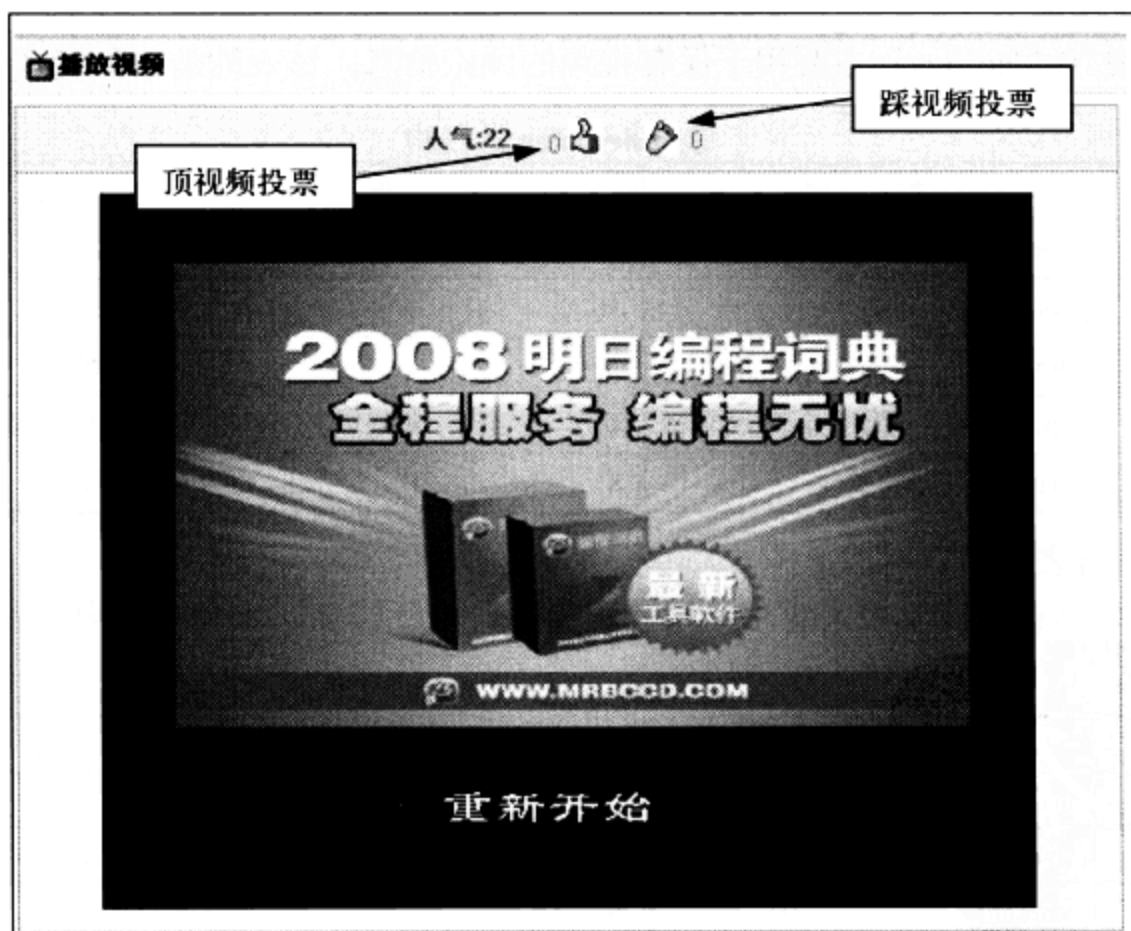 播放视频
踩视频投票
人气:22 0 0
顶视频投票
2008 明日编程词典
全程服务 编程无忧
最 新
工具软件
WWW.MRBCCD.COM
重新开始